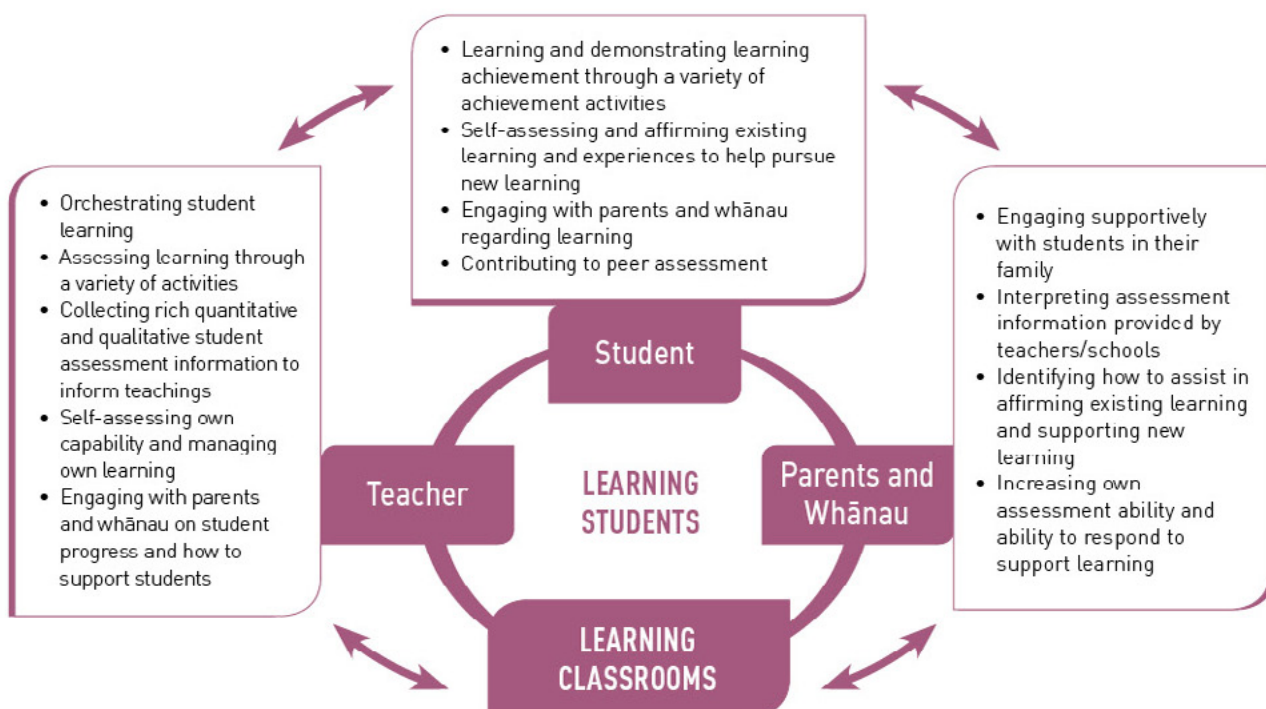 • Learning and demonstrating learning
achievement through a variety of
achievement activities
• Self-assessing and affirming existing
learning and experiences to help pursue
new learning
• Engaging with parents and whānau
regarding learning
• Contributing to peer assessment
• Orchestrating student
learning
• Assessing learning through
a variety of activities
• Collecting rich quantitative
and qualitative student
assessment information to
inform teachings
• Self-assessing own
capability and managing
own learning
• Engaging with parents
and whānau on student
progress and how to
support students
• Engaging supportively
with students in their
family
• Interpreting assessment
information provided by
teachers/schools
• Identifying how to assist in
affirming existing learning
and supporting new
learning
• Increasing own
assessment ability and
ability to respond to
support learning
Student
Teacher
LEARNING
STUDENTS
Parents and
Whānau
LEARNING
CLASSROOMS